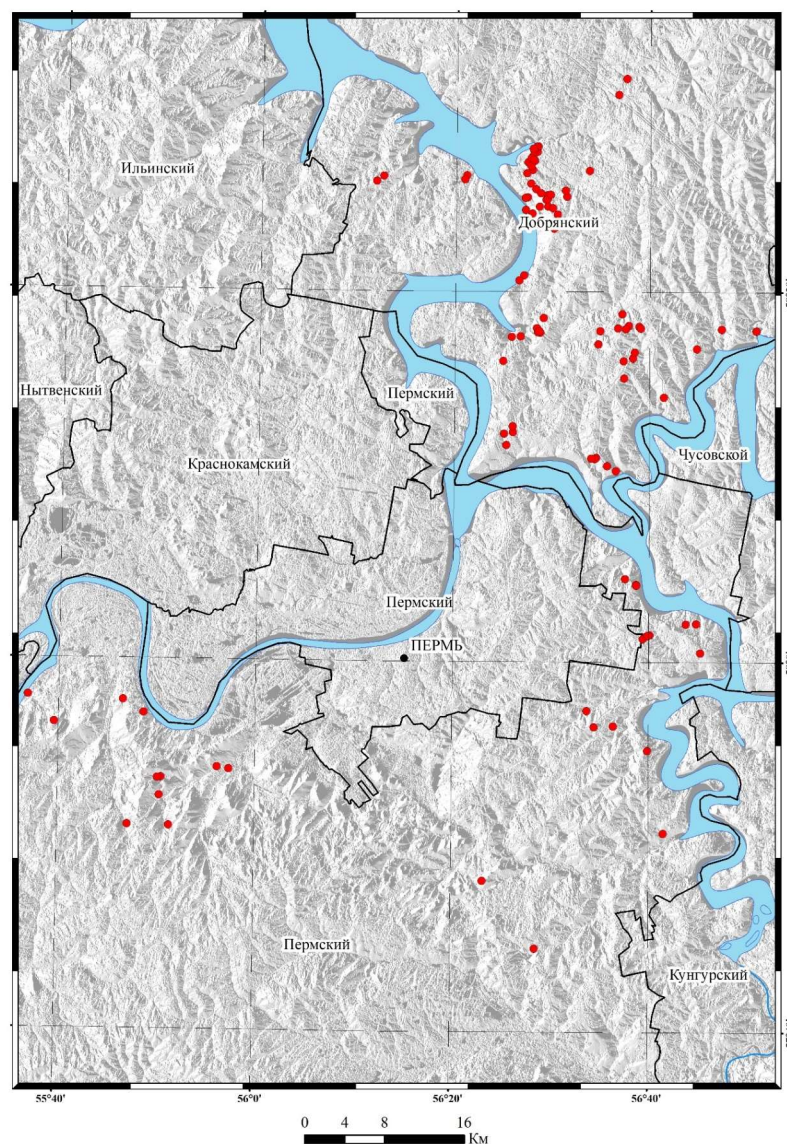 Ильинский
Добрянский
Нытвенский
Пермский
Краснокамский
Чусовской
Пермский
ПЕРМЬ
Пермский
Кунгурский
55°40'
56°0'
56°20'
56°40'
0 4 8 16
Км